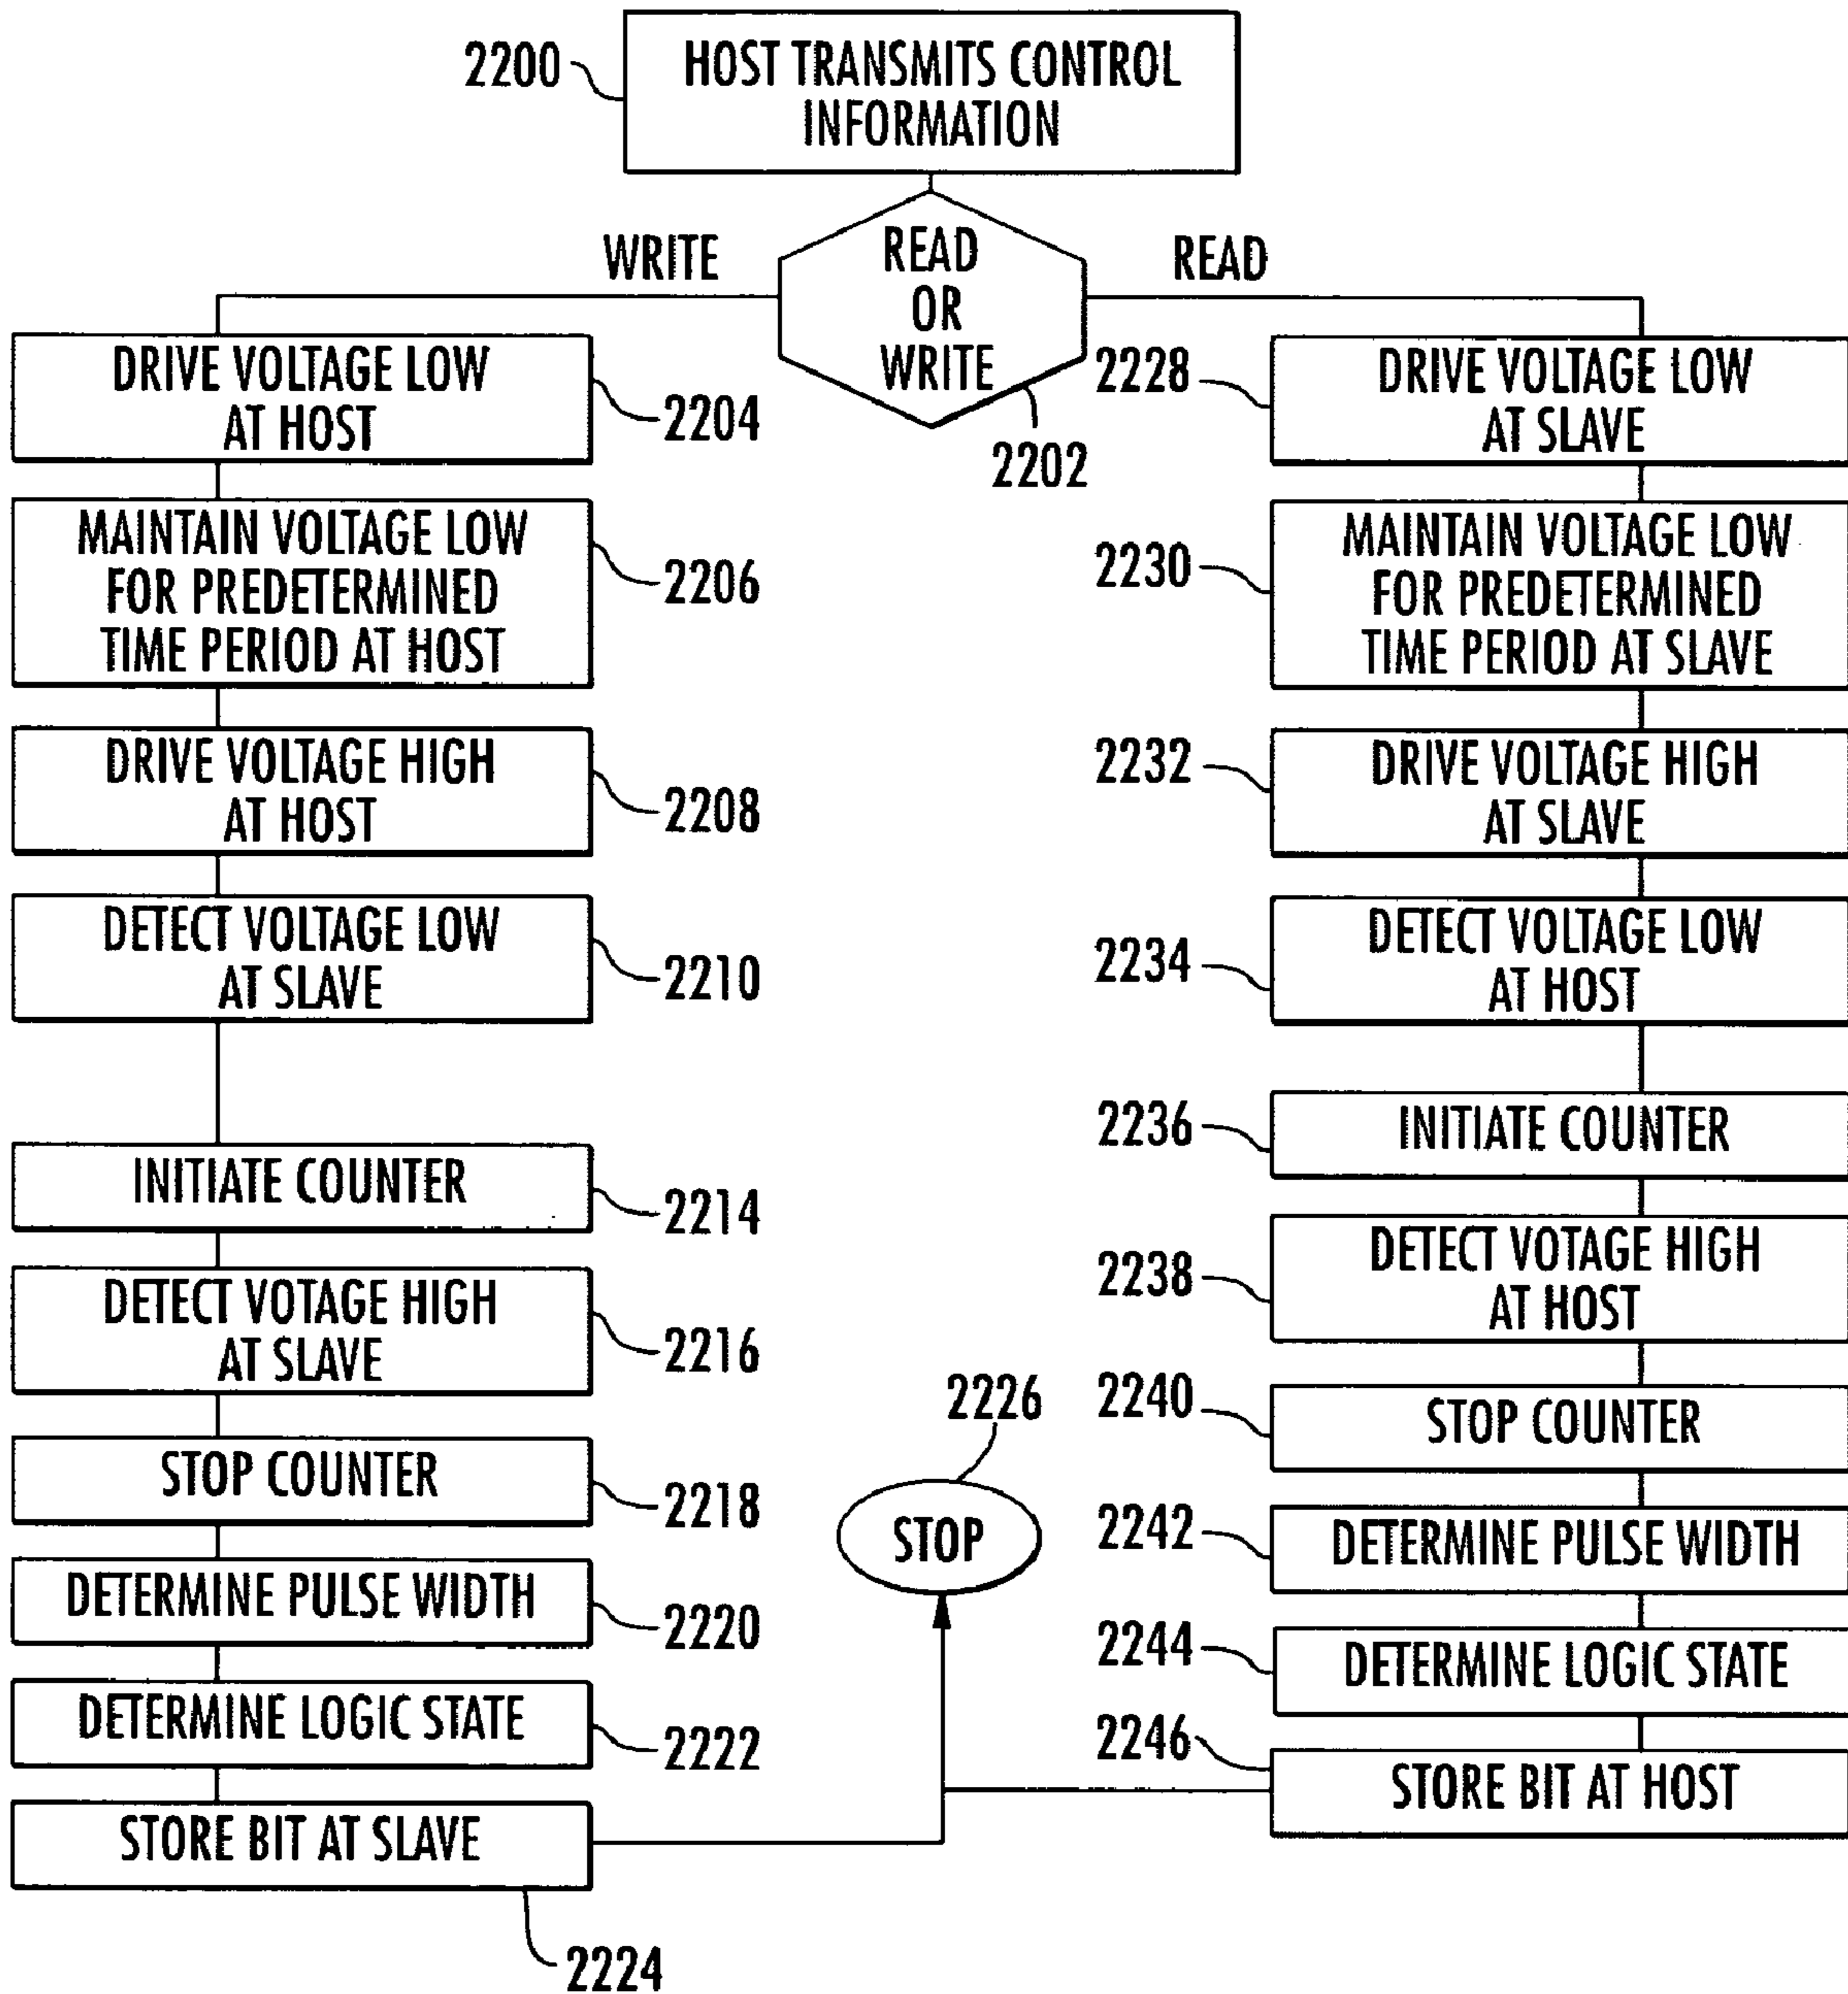 2200
HOST TRANSMITS CONTROL
INFORMATION
WRITE
READ
OR
WRITE
READ
2202
DRIVE VOLTAGE LOW
AT HOST
2204
MAINTAIN VOLTAGE LOW
FOR PREDETERMINED
TIME PERIOD AT HOST
2206
DRIVE VOLTAGE HIGH
AT HOST
2208
DETECT VOLTAGE LOW
AT SLAVE
2210
INITIATE COUNTER
2214
DETECT VOTAGE HIGH
AT SLAVE
2216
STOP COUNTER
2218
DETERMINE PULSE WIDTH
2220
DETERMINE LOGIC STATE
2222
STORE BIT AT SLAVE
2224
2226
STOP
2228
DRIVE VOLTAGE LOW
AT SLAVE
2230
MAINTAIN VOLTAGE LOW
FOR PREDETERMINED
TIME PERIOD AT SLAVE
2232
DRIVE VOLTAGE HIGH
AT SLAVE
2234
DETECT VOLTAGE LOW
AT HOST
2236
INITIATE COUNTER
2238
DETECT VOTAGE HIGH
AT HOST
2240
STOP COUNTER
2242
DETERMINE PULSE WIDTH
2244
DETERMINE LOGIC STATE
2246
STORE BIT AT HOST